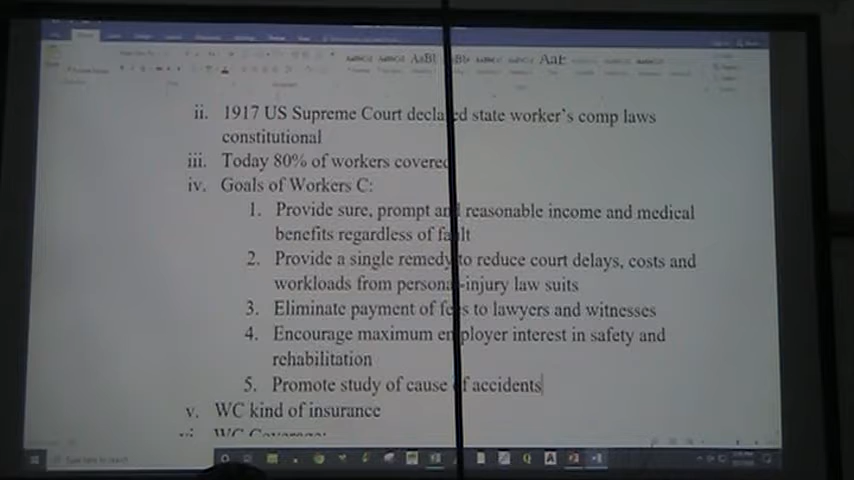 ii. 1917 US Supreme Court declared state worker's comp laws
constitutional
iii. Today 80% of workers covered
iv. Goals of Workers C:
1. Provide sure, prompt and reasonable income and medical
benefits regardless of fault
2. Provide a single remedy to reduce court delays, costs and
workloads from personal-injury law suits
3. Eliminate payment of fees to lawyers and witnesses
4. Encourage maximum employer interest in safety and
rehabilitation
5. Promote study of cause of accidents
v. WC kind of insurance
vi. WC Coverage: